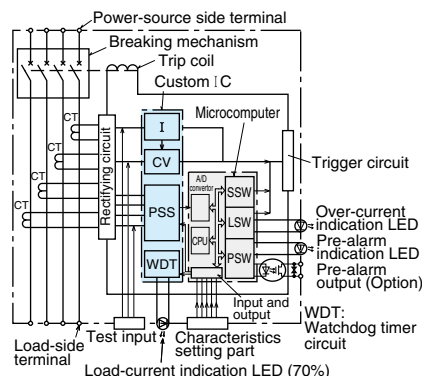 Power-source side terminal
Breaking mechanism
Trip coil
Custom IC
Microcomputer
CT
CT
CT
CT
Rectifying circuit
I
CV
PSS
WDT
A/D
convertor
CPU
SSW
LSW
PSW
Trigger circuit
Over-current
indication LED
Pre-alarm
indication LED
Pre-alarm
output (Option)
Input and
output
WDT:
Watchdog timer
circuit
Load-side
terminal
Test input
Characteristics
setting part
Load-current indication LED (70%)